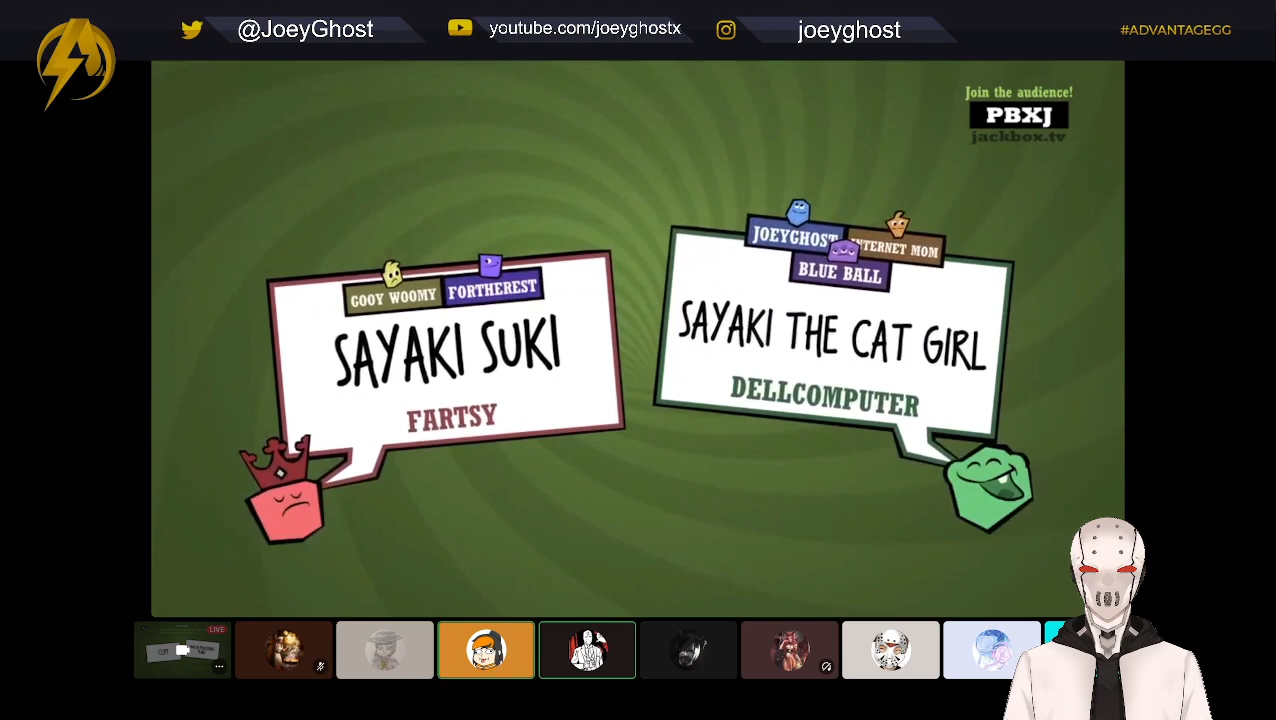 @JoeyGhost
youtube.com/joeyghostx
joeyghost
#ADVANTAGEGG
Join the audience!
PBXJ
jackbox.tv
GOOY WOOMY
FORTHEREST
SAYAKI SUKI
FARTSY
JOEYGHOST
INTERNET MOM
BLUE BALL
SAYAKI THE CAT GIRL
DELLCOMPUTER
LIVE